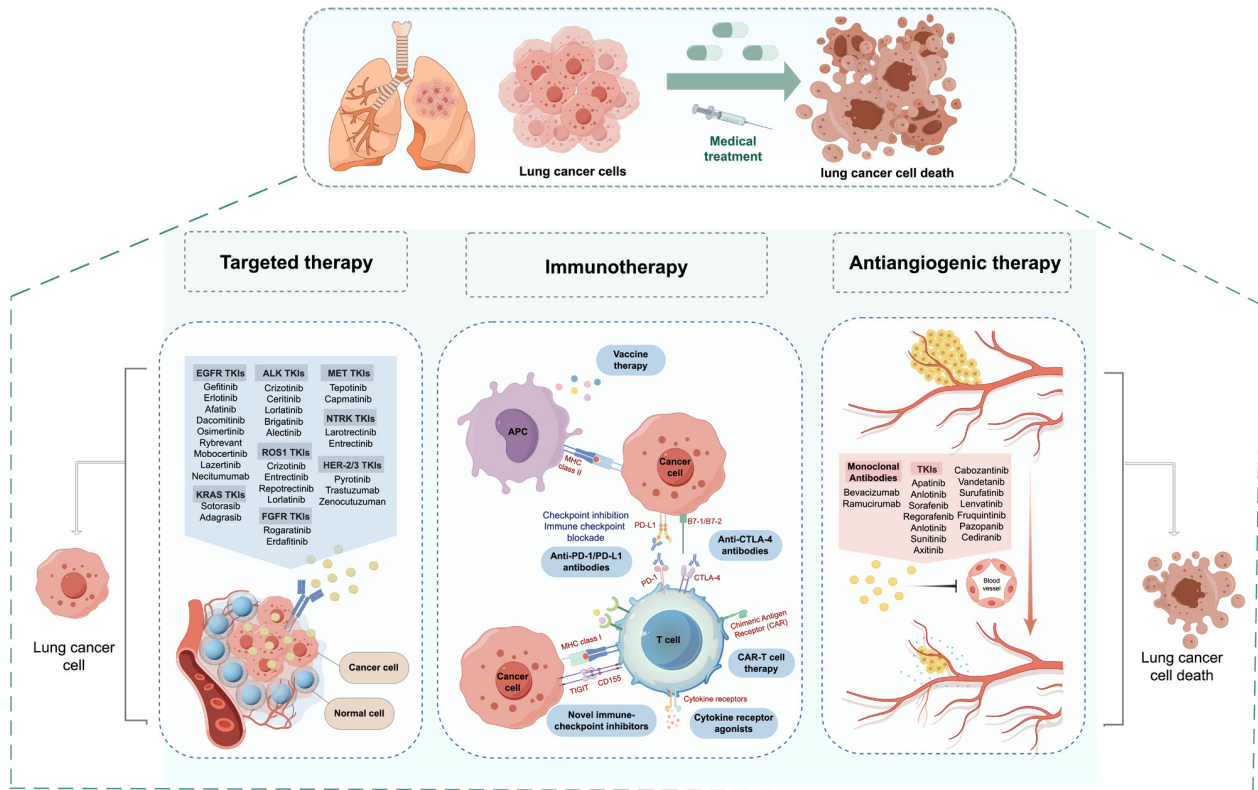 Lung cancer cells
Medical
treatment
lung cancer cell death
Targeted therapy
Immunotherapy
Antiangiogenic therapy
EGFR TKIs
Gefitinib
Erlotinib
Afatinib
Dacomitinib
Osimertinib
Rybrevant
Mobocertinib
Lazertinib
Necitumumab
KRAS TKIs
Sotorasib
Adagrasib
ALK TKIs
Crizotinib
Ceritinib
Lorlatinib
Brigatinib
Alectinib
ROS1 TKIs
Crizotinib
Entrectinib
Repotrectinib
Lorlatinib
FGFR TKIs
Rogaratinib
Erdafitinib
MET TKIs
Tepotinib
Capmatinib
NTRK TKIs
Larotrectinib
Entrectinib
HER-2/3 TKIs
Pyrotinib
Trastuzumab
Zenocutuzuman
Cancer cell
Normal cell
Lung cancer
cell
Vaccine
therapy
APC
MHC
class II
Cancer
cell
Checkpoint inhibition
Immune checkpoint
blockade
PD-L1
B7-1/B7-2
Anti-PD-1/PD-L1
antibodies
Anti-CTLA-4
antibodies
PD-1
CTLA-4
T cell
Chimeric Antigen
Receptor (CAR)
MHC class I
CAR-T cell
therapy
Cancer
cell
TIGIT
CD155
Cytokine receptors
Novel immune-
checkpoint inhibitors
Cytokine receptor
agonists
Monoclonal
Antibodies
Bevacizumab
Ramucirumab
TKIs
Apatinib
Anlotinib
Sorafenib
Regorafenib
Anlotinib
Sunitinib
Axitinib
Cabozantinib
Vandetanib
Surufatinib
Lenvatinib
Fruquintinib
Pazopanib
Cediranib
Blood
vessel
Lung cancer
cell death